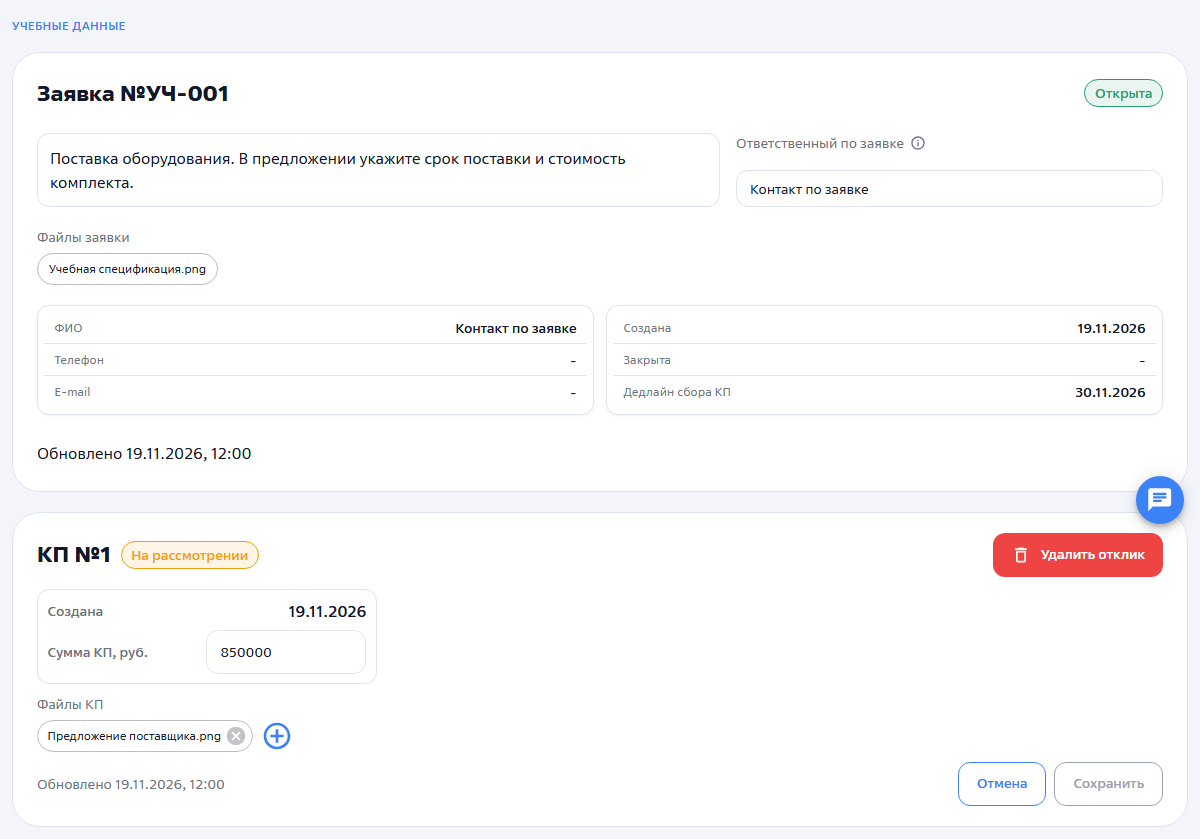 УЧЕБНЫЕ ДАННЫЕ
Заявка №УЧ-001
Открыта
Поставка оборудования. В предложении укажите срок поставки и стоимость
комплекта.
Ответственный по заявке
Контакт по заявке
Файлы заявки
Учебная спецификация.png
ФИО Контакт по заявке
Телефон -
E-mail -
Создана 19.11.2026
Закрыта -
Дедлайн сбора КП 30.11.2026
Обновлено 19.11.2026, 12:00
КП №1 На рассмотрении
Удалить отклик
Создана 19.11.2026
Сумма КП, руб. 850000
Файлы КП
Предложение поставщика.png
Обновлено 19.11.2026, 12:00
Отмена
Сохранить